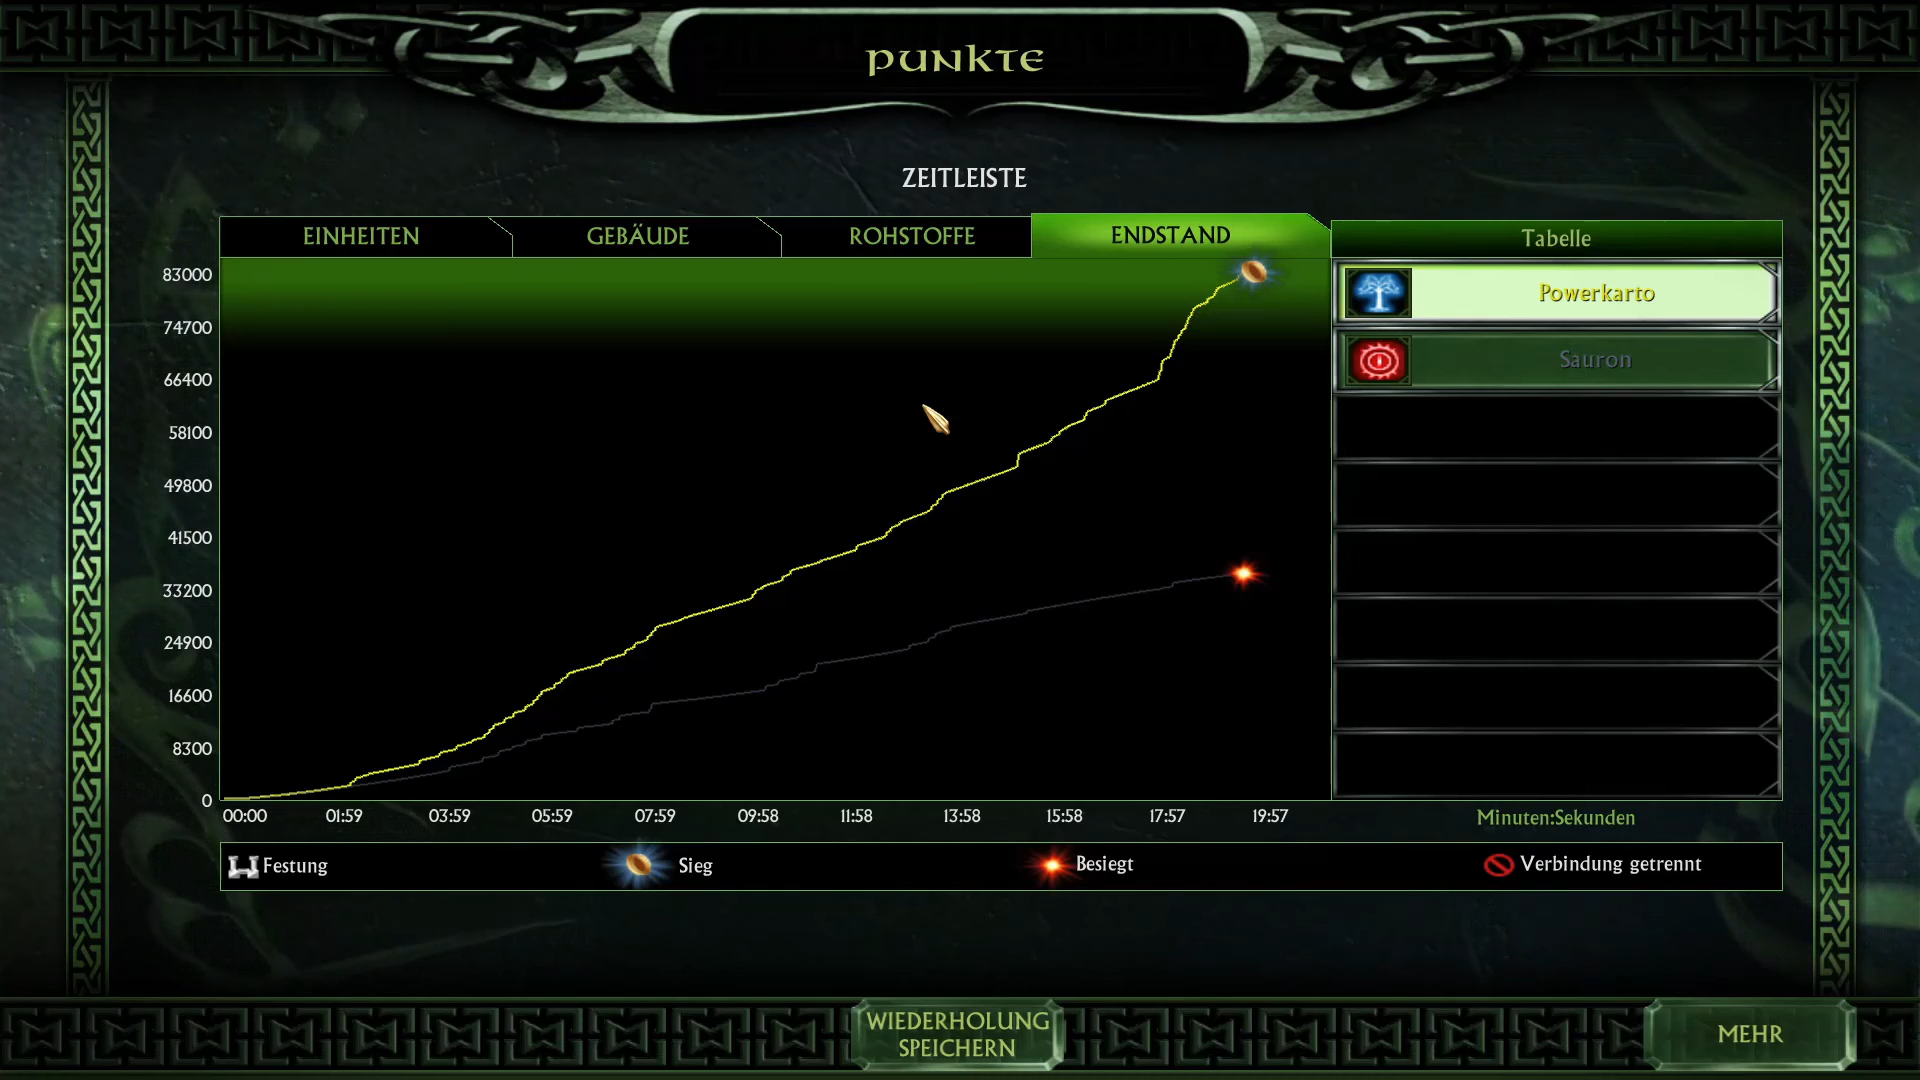 PUNKTE
ZEITLEISTE
EINHEITEN
GEBÄUDE
ROHSTOFFE
ENDSTAND
Tabelle
83000
74700
66400
58100
49800
41500
33200
24900
16600
8300
0
Powerkarto
Sauron
00:00 01:59 03:59 05:59 07:59 09:58 11:58 13:58 15:58 17:57 19:57
Minuten:Sekunden
Festung
Sieg
Besiegt
Verbindung getrennt
WIEDERHOLUNG
SPEICHERN
MEHR